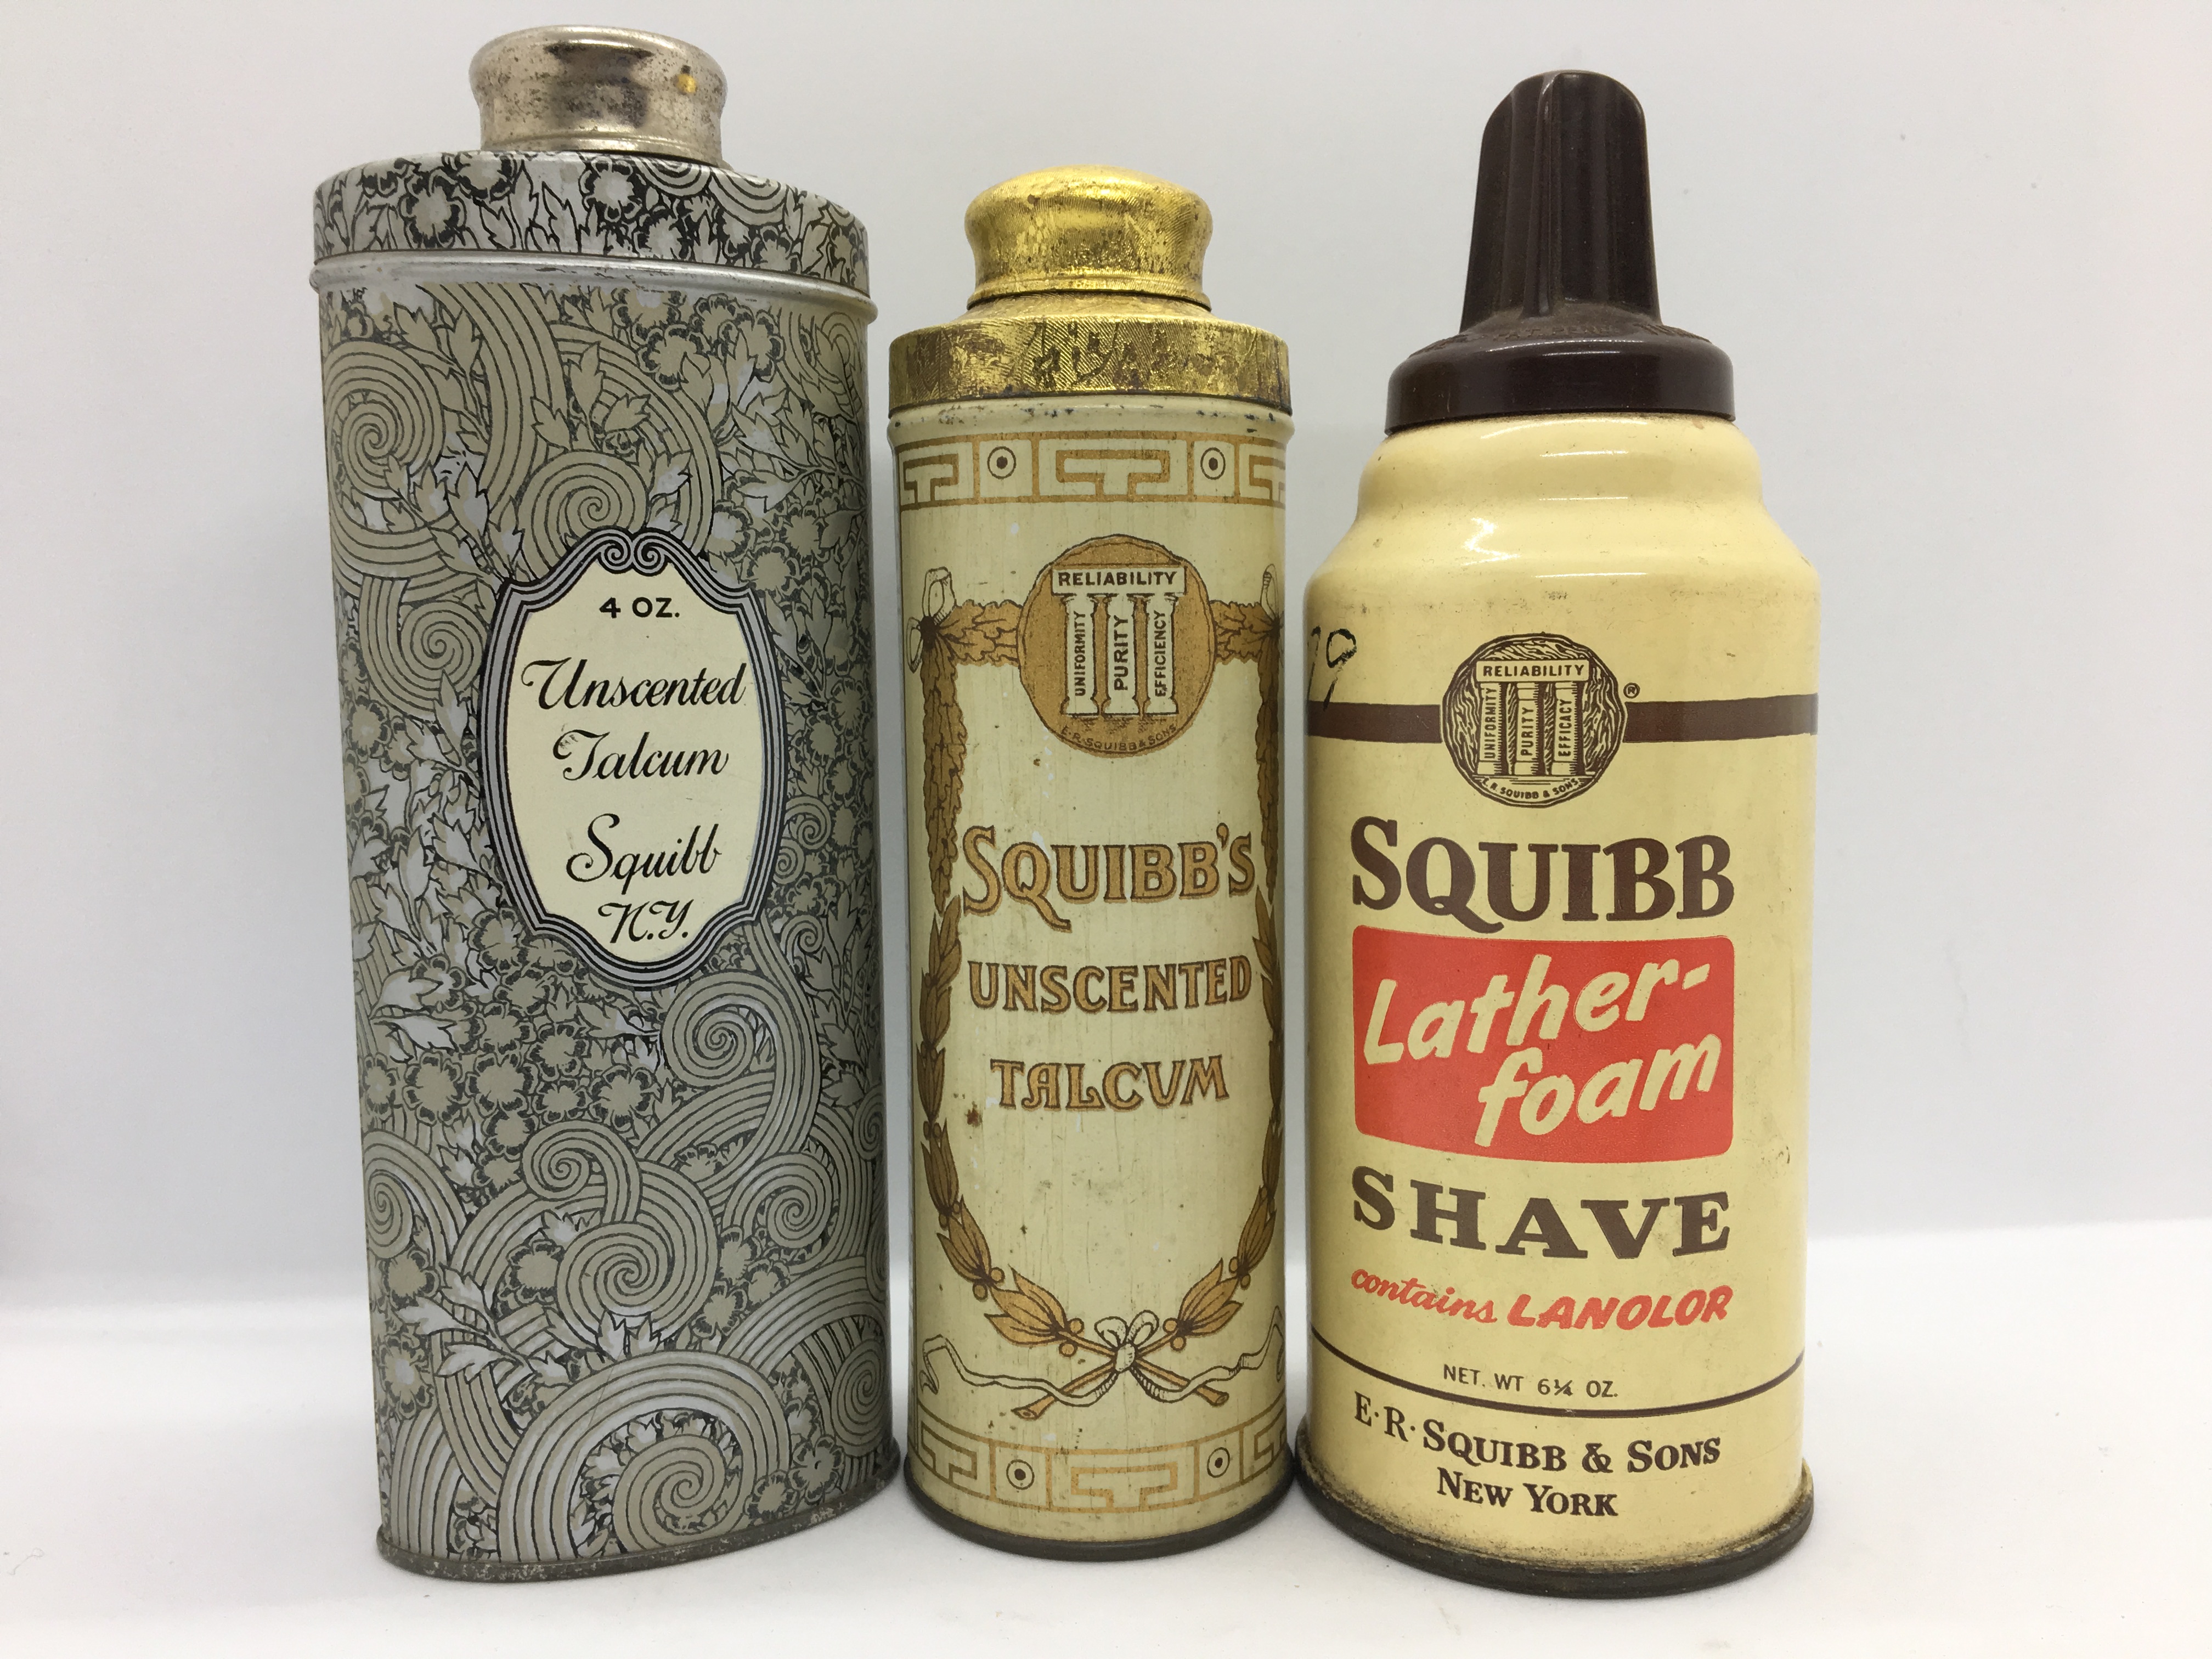 4 OZ.
Unscented
Talcum
Squibb
N.Y.
RELIABILITY
UNIFORMITY
PURITY
EFFICIENCY
E·R·SQUIBB & SONS
SQUIBB'S
UNSCENTED
TALCVM
79
RELIABILITY
UNIFORMITY
PURITY
EFFICACY
E. R SQUIBB & SONS
®
SQUIBB
Lather-
foam
SHAVE
contains LANOLOR
NET. WT 6¼ OZ.
E·R·SQUIBB & SONS
NEW YORK